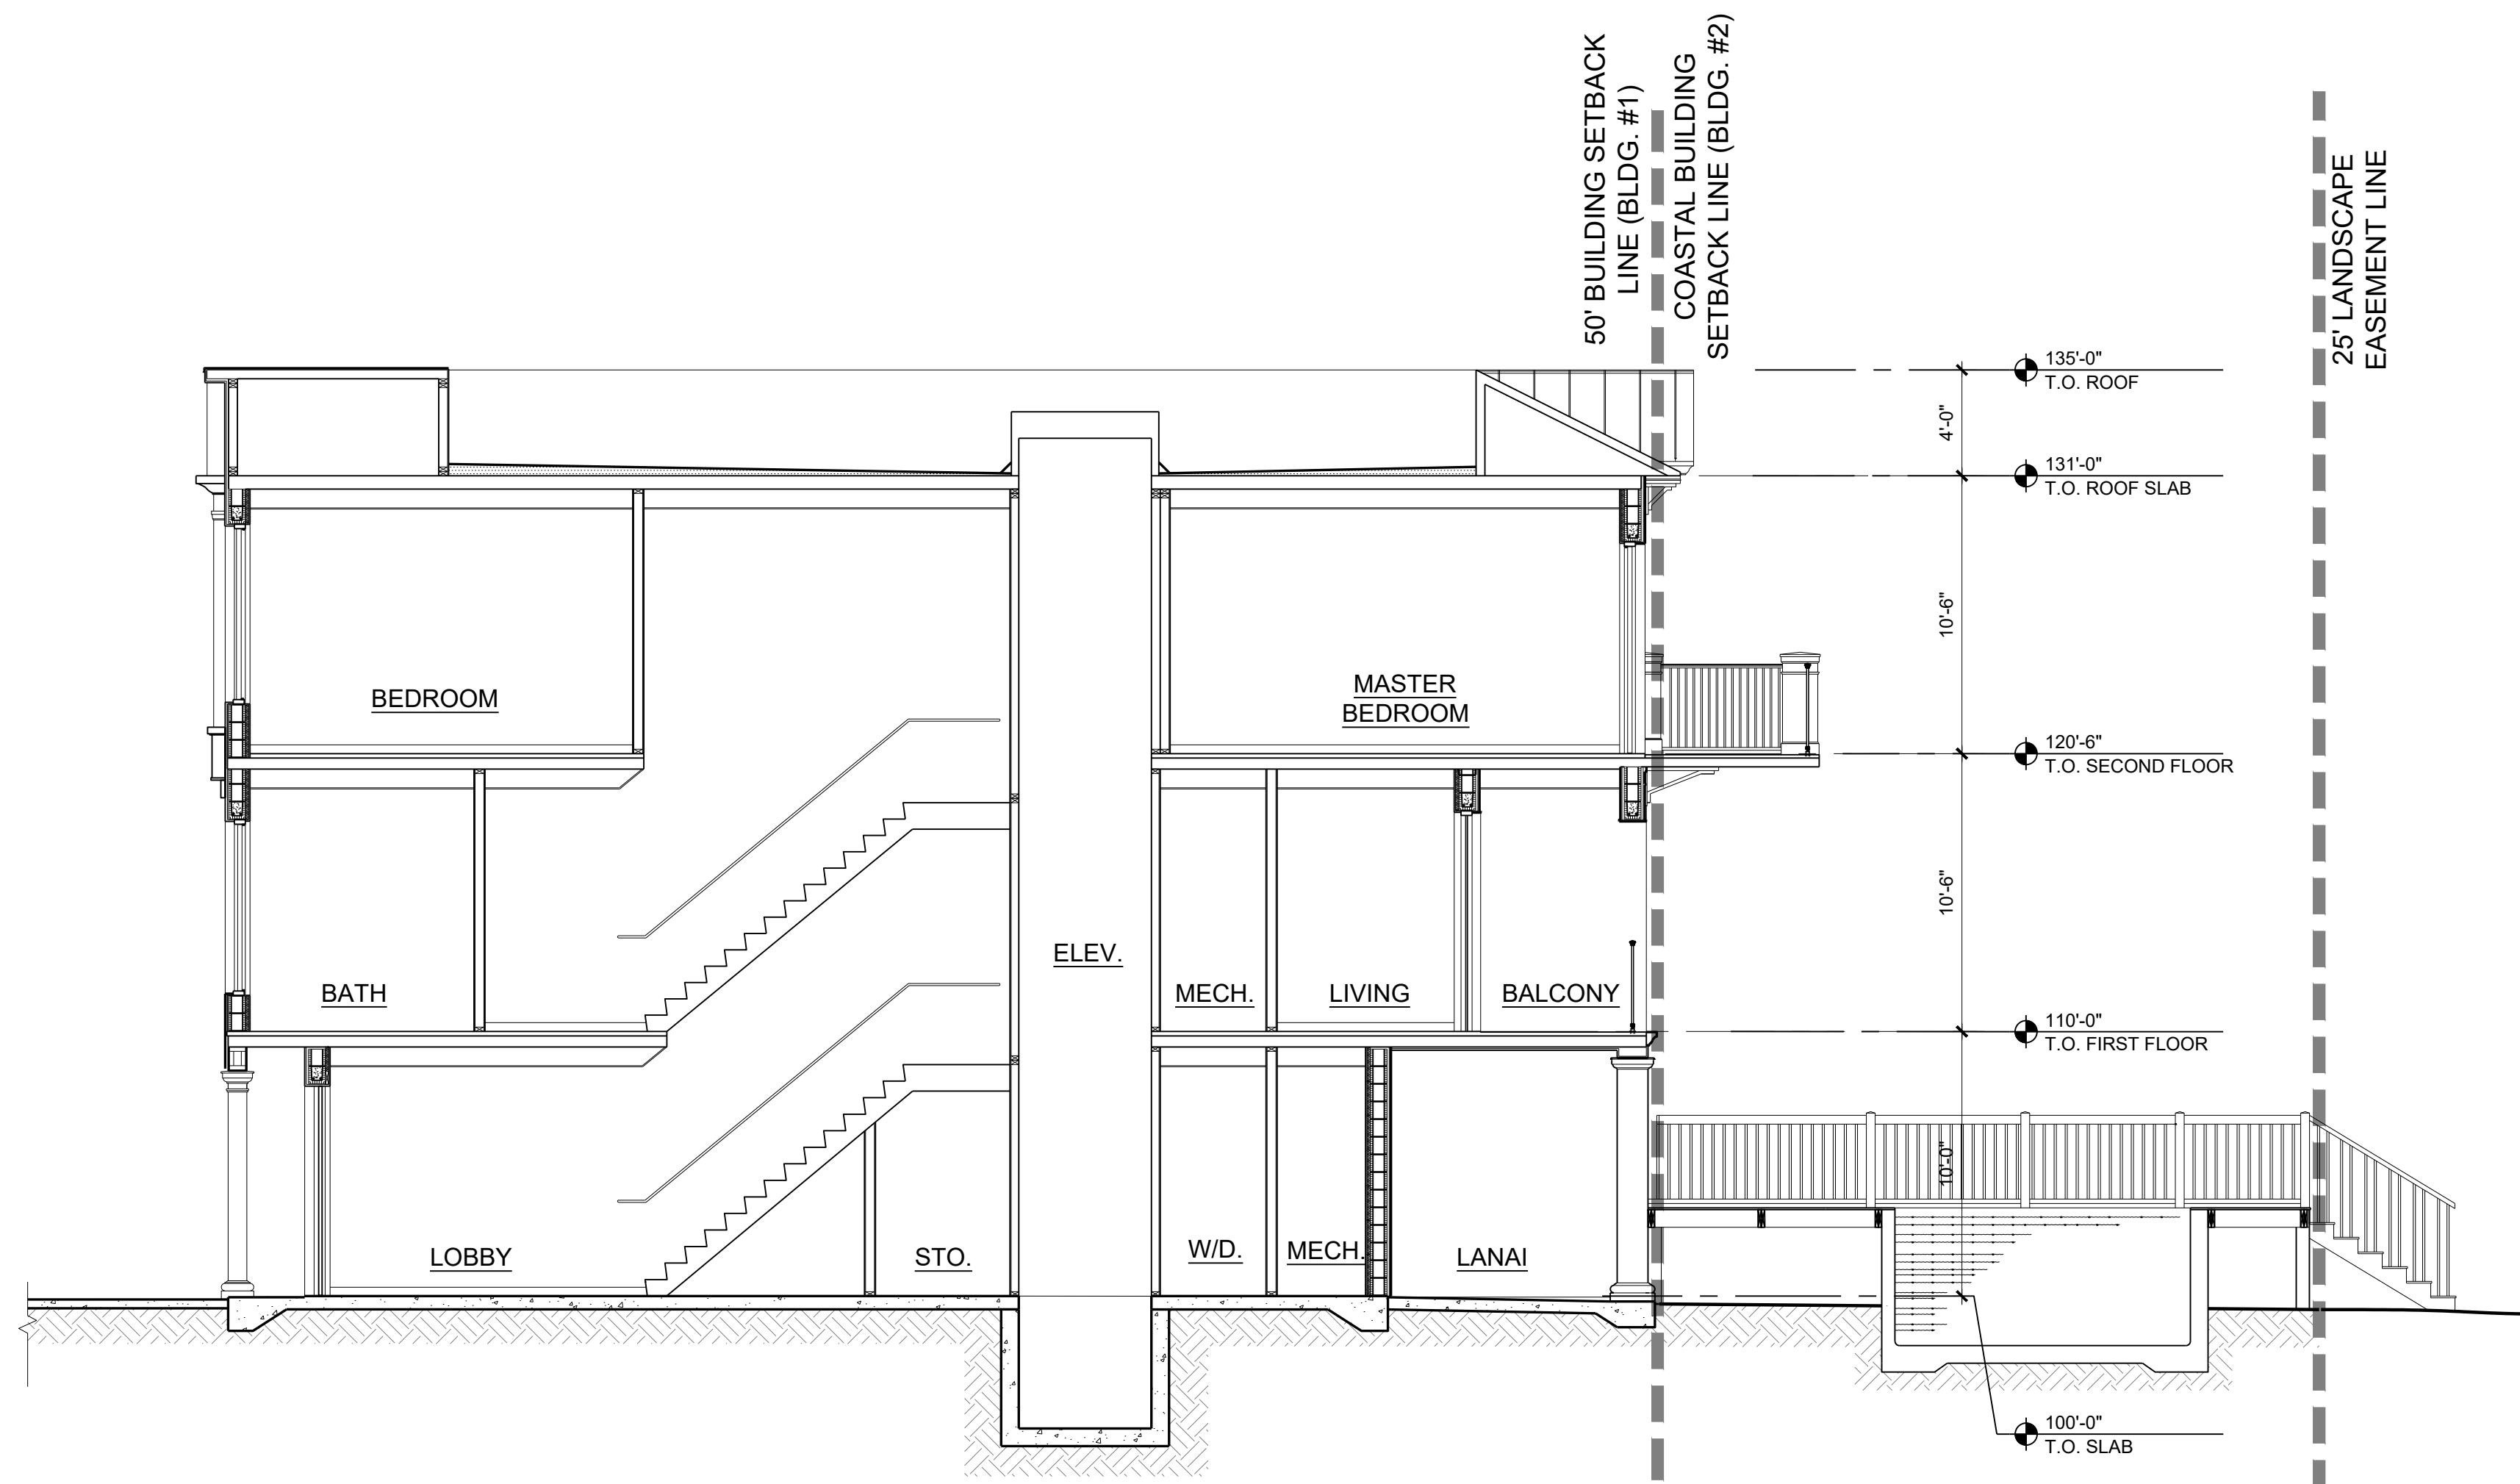 50' BUILDING SETBACK
LINE (BLDG. #1)
COASTAL BUILDING
SETBACK LINE (BLDG. #2)
25' LANDSCAPE
EASEMENT LINE
135'-0"
T.O. ROOF
4'-0"
131'-0"
T.O. ROOF SLAB
10'-6"
BEDROOM
MASTER
BEDROOM
120'-6"
T.O. SECOND FLOOR
10'-6"
ELEV.
BATH
MECH.
LIVING
BALCONY
110'-0"
T.O. FIRST FLOOR
10'-0"
LOBBY
STO.
W/D.
MECH.
LANAI
100'-0"
T.O. SLAB